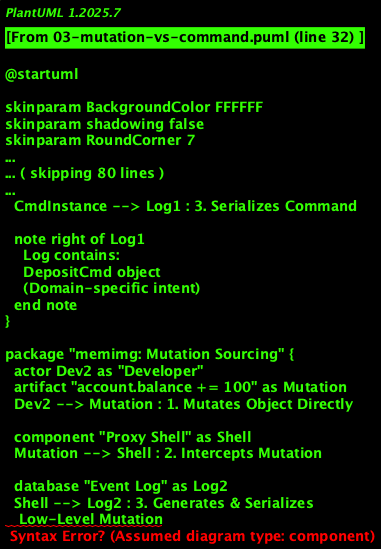 PlantUML 1.2025.7
[From 03-mutation-vs-command.puml (line 32) ]
@startuml
skinparam BackgroundColor FFFFFF
skinparam shadowing false
skinparam RoundCorner 7
...
... ( skipping 80 lines )
...
CmdInstance --> Log1 : 3. Serializes Command
note right of Log1
Log contains:
DepositCmd object
(Domain-specific intent)
end note
}
package "memimg: Mutation Sourcing" {
actor Dev2 as "Developer"
artifact "account.balance += 100" as Mutation
Dev2 --> Mutation : 1. Mutates Object Directly
component "Proxy Shell" as Shell
Mutation --> Shell : 2. Intercepts Mutation
database "Event Log" as Log2
Shell --> Log2 : 3. Generates & Serializes
Low-Level Mutation
Syntax Error? (Assumed diagram type: component)